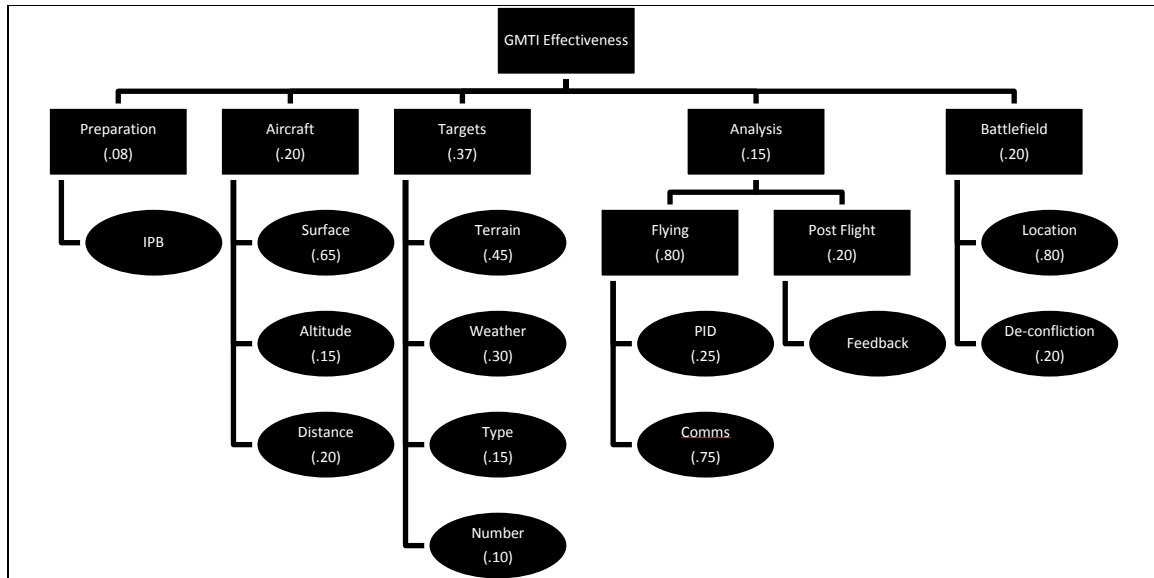 GMTI Effectiveness
Preparation
(.08)
Aircraft
(.20)
Targets
(.37)
Analysis
(.15)
Battlefield
(.20)
IPB
Surface
(.65)
Altitude
(.15)
Distance
(.20)
Terrain
(.45)
Weather
(.30)
Type
(.15)
Number
(.10)
Flying
(.80)
PID
(.25)
Comms
(.75)
Post Flight
(.20)
Feedback
Location
(.80)
De-confliction
(.20)